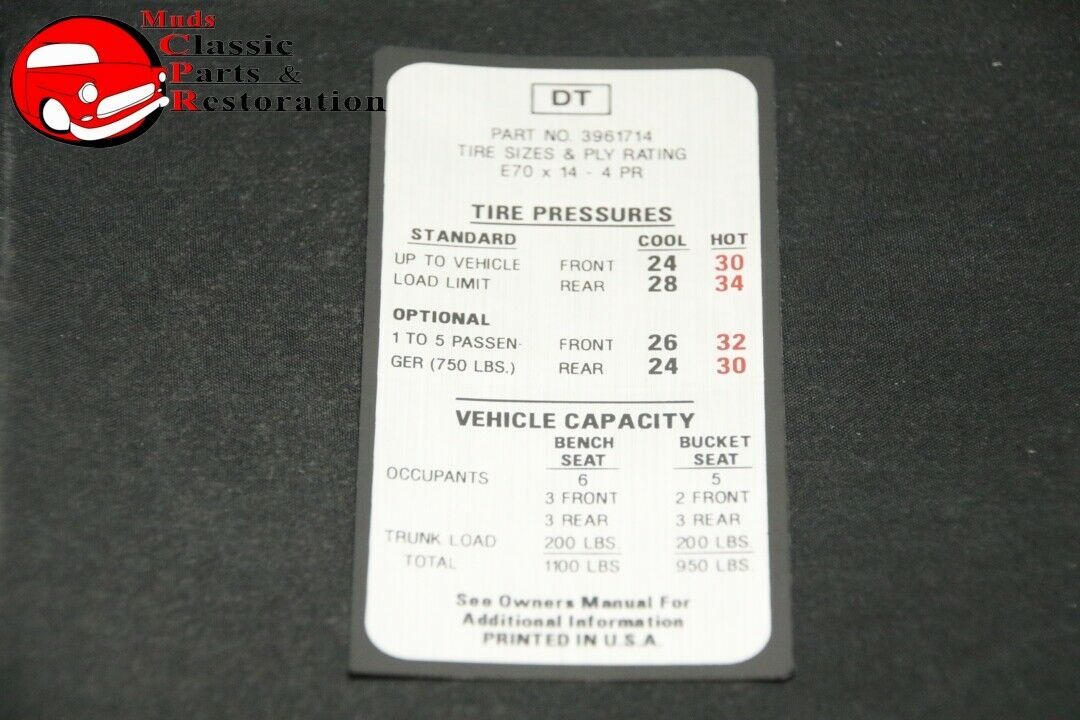 Muds
Classic
Parts &
Restoration
DT
PART NO. 3961714
TIRE SIZES & PLY RATING
E70 x 14 - 4 PR
TIRE PRESSURES
STANDARD COOL HOT
UP TO VEHICLE FRONT 24 30
LOAD LIMIT REAR 28 34
OPTIONAL
1 TO 5 PASSEN- FRONT 26 32
GER (750 LBS.) REAR 24 30
VEHICLE CAPACITY
BENCH BUCKET
SEAT SEAT
OCCUPANTS 6 5
3 FRONT 2 FRONT
3 REAR 3 REAR
TRUNK LOAD 200 LBS. 200 LBS.
TOTAL 1100 LBS 950 LBS.
See Owners Manual For
Additional Information
PRINTED IN U.S.A.